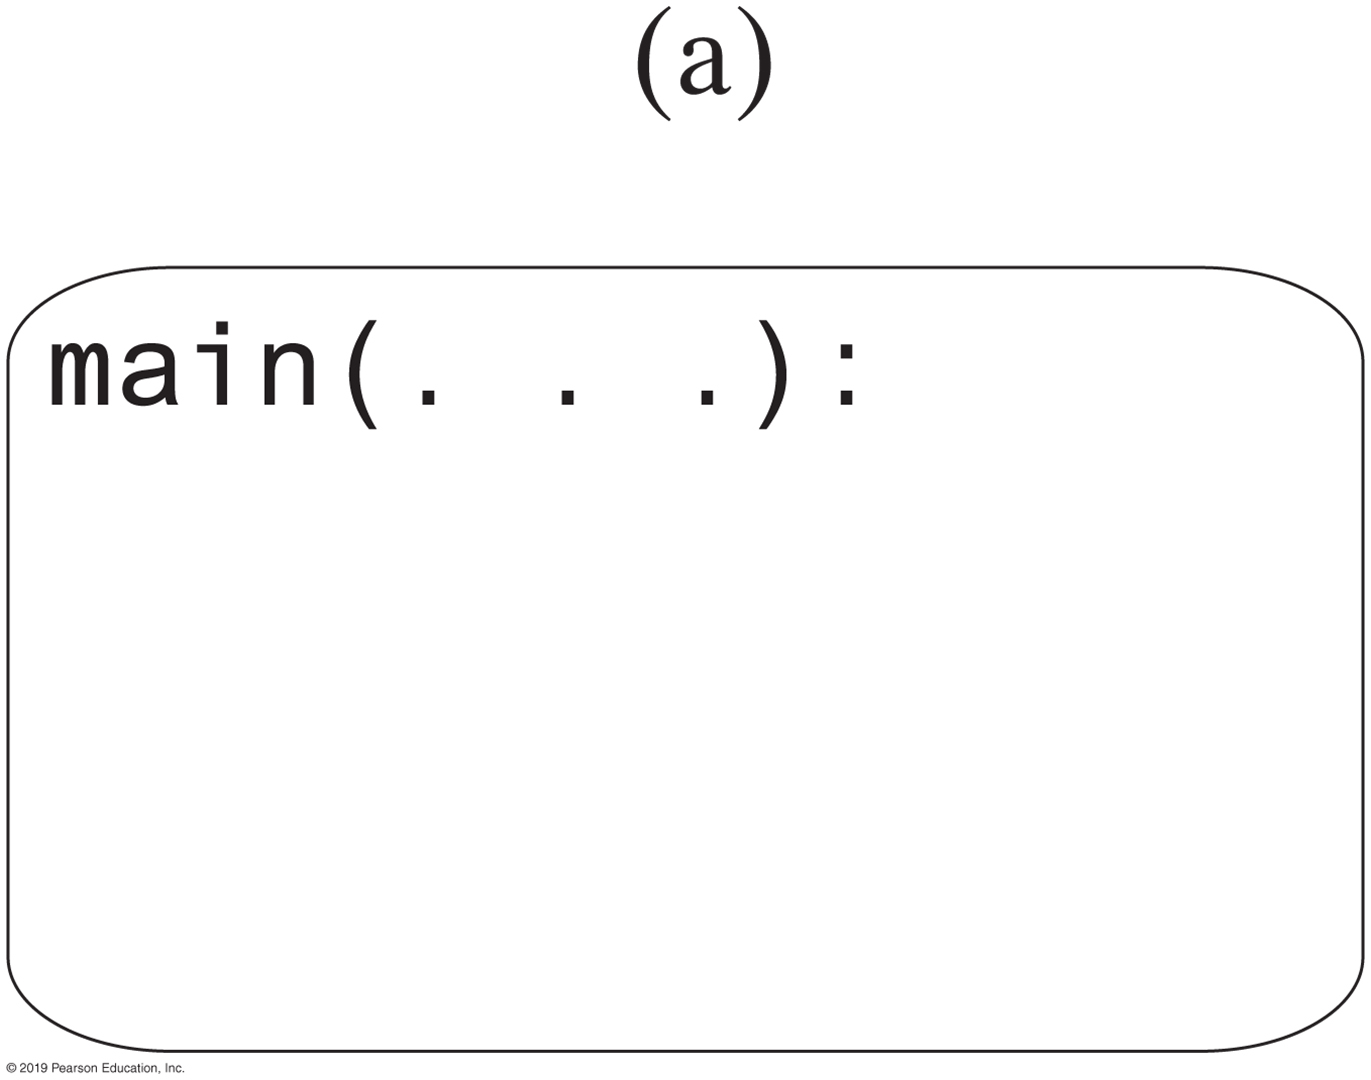 (a)
main(. . .):
© 2019 Pearson Education, Inc.